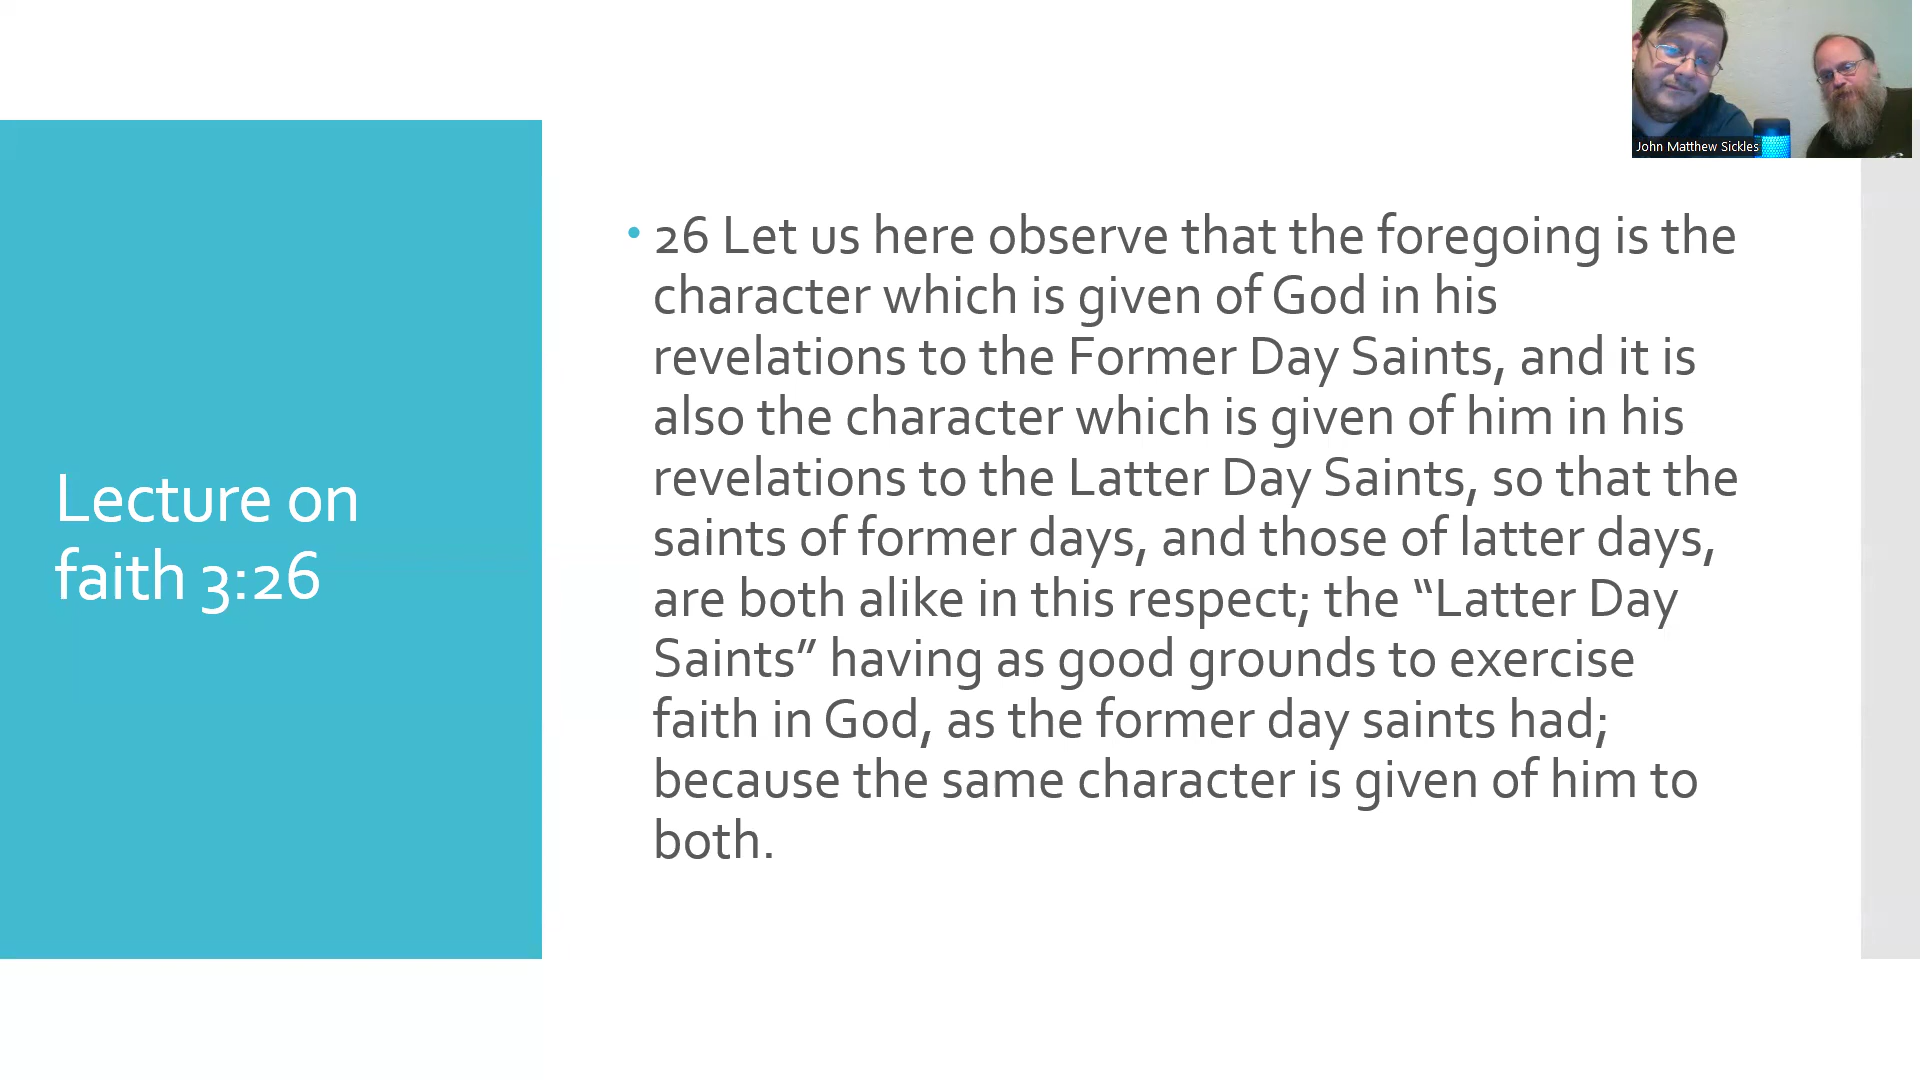 John Matthew Sickles
Lecture on
faith 3:26
• 26 Let us here observe that the foregoing is the
character which is given of God in his
revelations to the Former Day Saints, and it is
also the character which is given of him in his
revelations to the Latter Day Saints, so that the
saints of former days, and those of latter days,
are both alike in this respect; the “Latter Day
Saints” having as good grounds to exercise
faith in God, as the former day saints had;
because the same character is given of him to
both.